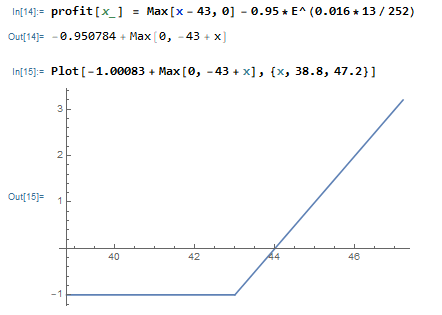 In[14]:= profit[x_] = Max[x - 43, 0] - 0.95 * E^(0.016 * 13 / 252)
Out[14]= -0.950784 + Max[0, -43 + x]
In[15]:= Plot[-1.00083 + Max[0, -43 + x], {x, 38.8, 47.2}]
3
2
Out[15]= 1
40 42 44 46
-1